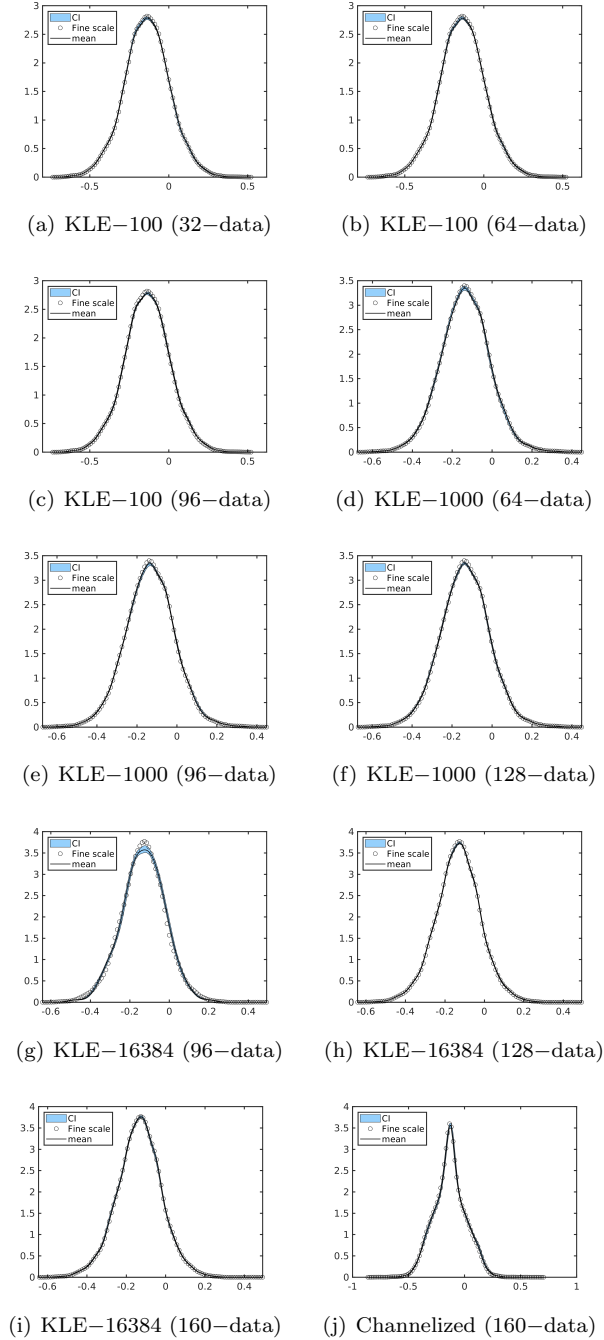 3
2.5
2
1.5
1
0.5
0
-0.5 0 0.5
CI
Fine scale
mean
(a) KLE−100 (32−data)
3
2.5
2
1.5
1
0.5
0
-0.5 0 0.5
CI
Fine scale
mean
(b) KLE−100 (64−data)
3
2.5
2
1.5
1
0.5
0
-0.5 0 0.5
CI
Fine scale
mean
(c) KLE−100 (96−data)
3.5
3
2.5
2
1.5
1
0.5
0
-0.6 -0.4 -0.2 0 0.2 0.4
CI
Fine scale
mean
(d) KLE−1000 (64−data)
3.5
3
2.5
2
1.5
1
0.5
0
-0.6 -0.4 -0.2 0 0.2 0.4
CI
Fine scale
mean
(e) KLE−1000 (96−data)
3.5
3
2.5
2
1.5
1
0.5
0
-0.6 -0.4 -0.2 0 0.2 0.4
CI
Fine scale
mean
(f) KLE−1000 (128−data)
4
3.5
3
2.5
2
1.5
1
0.5
0
-0.6 -0.4 -0.2 0 0.2 0.4
CI
Fine scale
mean
(g) KLE−16384 (96−data)
4
3.5
3
2.5
2
1.5
1
0.5
0
-0.6 -0.4 -0.2 0 0.2 0.4
CI
Fine scale
mean
(h) KLE−16384 (128−data)
4
3.5
3
2.5
2
1.5
1
0.5
0
-0.6 -0.4 -0.2 0 0.2 0.4
CI
Fine scale
mean
(i) KLE−16384 (160−data)
4
3.5
3
2.5
2
1.5
1
0.5
0
-1 -0.5 0 0.5 1
CI
Fine scale
mean
(j) Channelized (160−data)